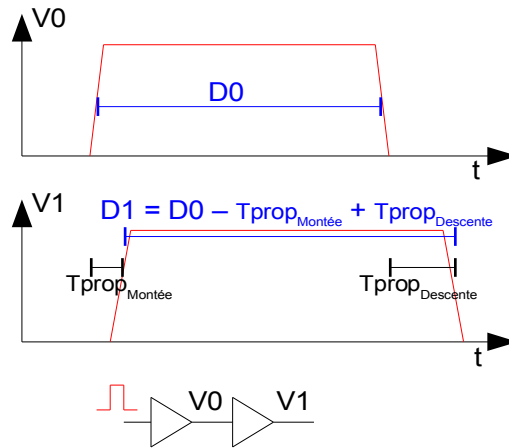 V0
D0
t
V1
D1 = D0 – TpropMontée + TpropDescente
TpropMontée
TpropDescente
t
V0
V1